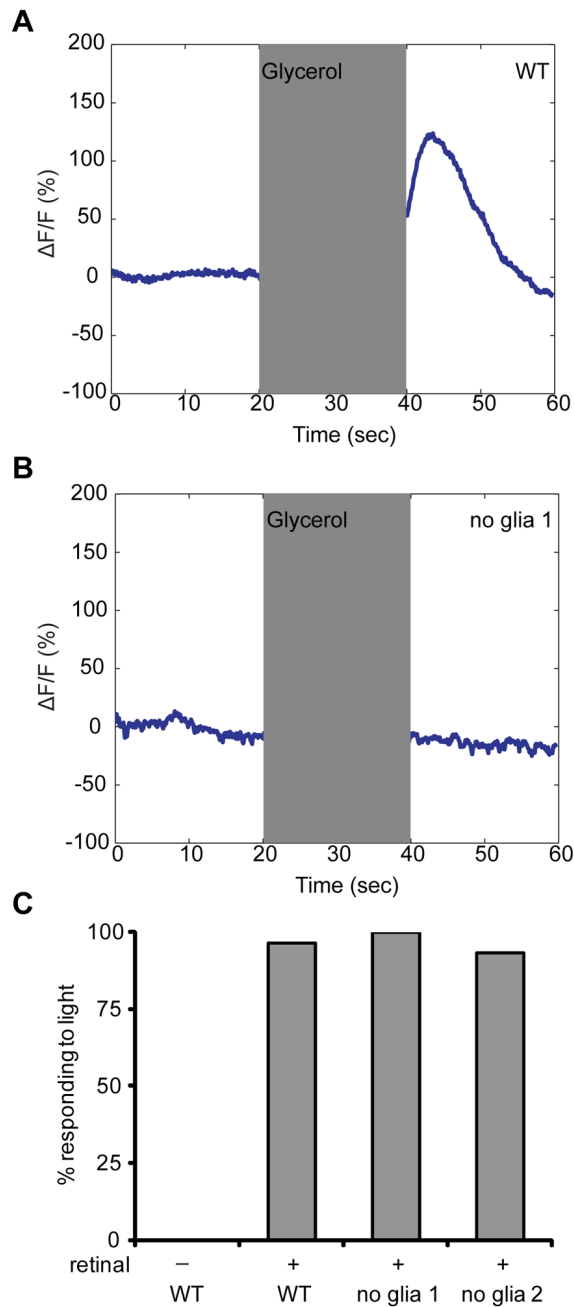 A
200
Glycerol
WT
150
100
50
0
-50
-100
ΔF/F (%)
0 10 20 30 40 50 60
Time (sec)
B
200
Glycerol
no glia 1
150
100
50
0
-50
-100
ΔF/F (%)
0 10 20 30 40 50 60
Time (sec)
C
100
75
50
25
0
% responding to light
retinal – + + +
WT WT no glia 1 no glia 2